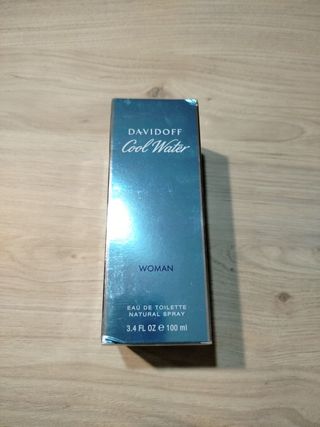 DAVIDOFF
Cool Water
WOMAN
EAU DE TOILETTE
NATURAL SPRAY
3.4 FL OZ ℮ 100 ml